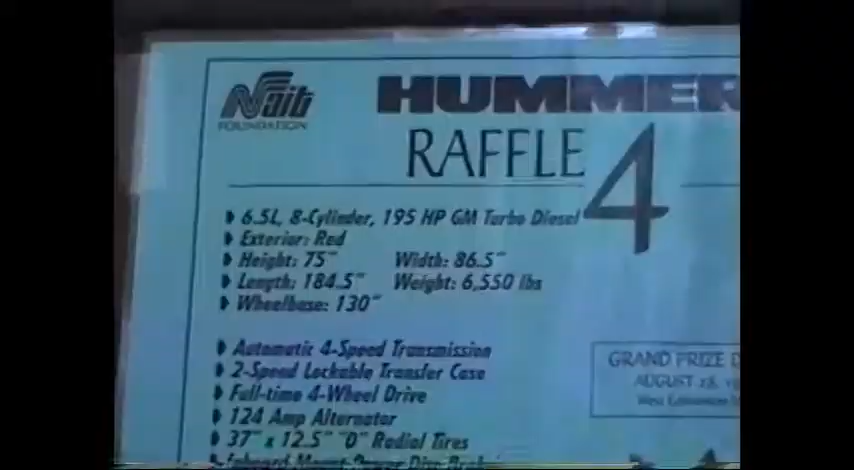 Nait
FOUNDATION
HUMMER
RAFFLE 4
6.5L, 8-Cylinder, 195 HP GM Turbo Diesel
Exterior: Red
Height: 75" Width: 86.5"
Length: 184.5" Weight: 6,550 lbs
Wheelbase: 130"
Automatic 4-Speed Transmission
2-Speed Lockable Transfer Case
Full-time 4-Wheel Drive
124 Amp Alternator
37" x 12.5" "D" Radial Tires
GRAND PRIZE D
AUGUST 28, 19
West Edmonton